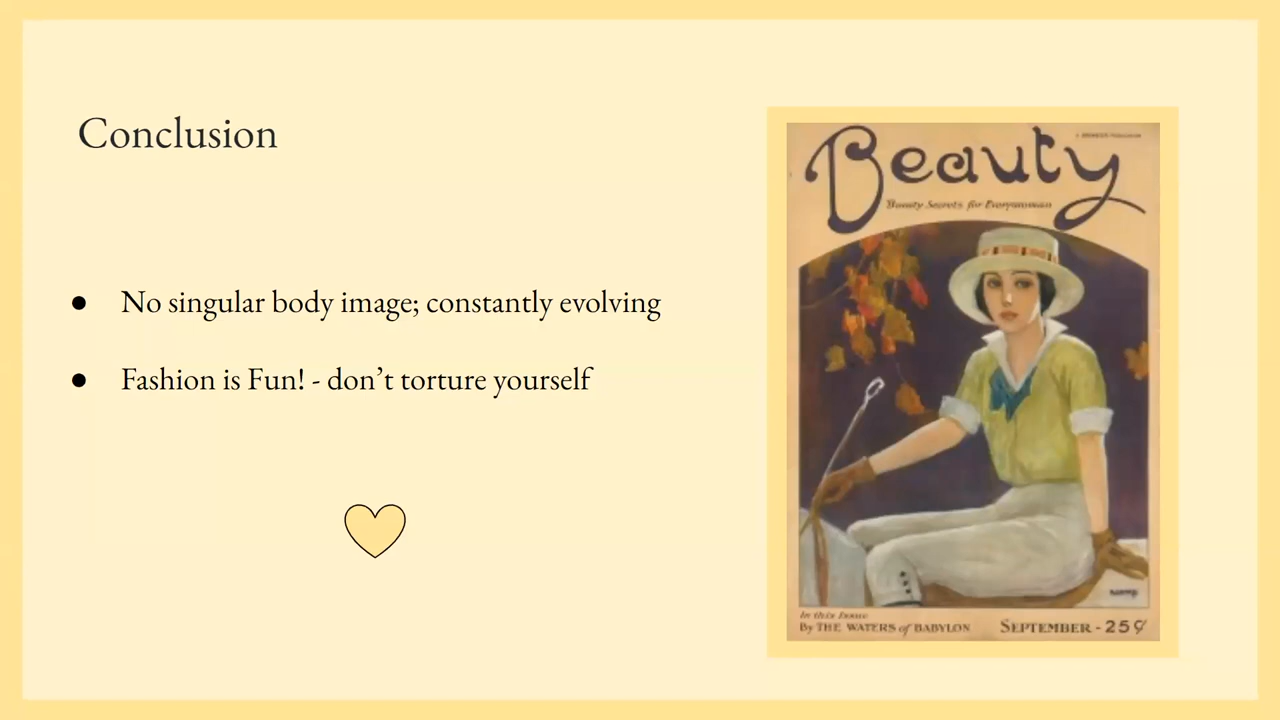 Conclusion
● No singular body image; constantly evolving
● Fashion is Fun! - don’t torture yourself
Beauty
Beauty Secrets for Everywoman
In this Issue
By THE WATERS of BABYLON
SEPTEMBER - 25¢